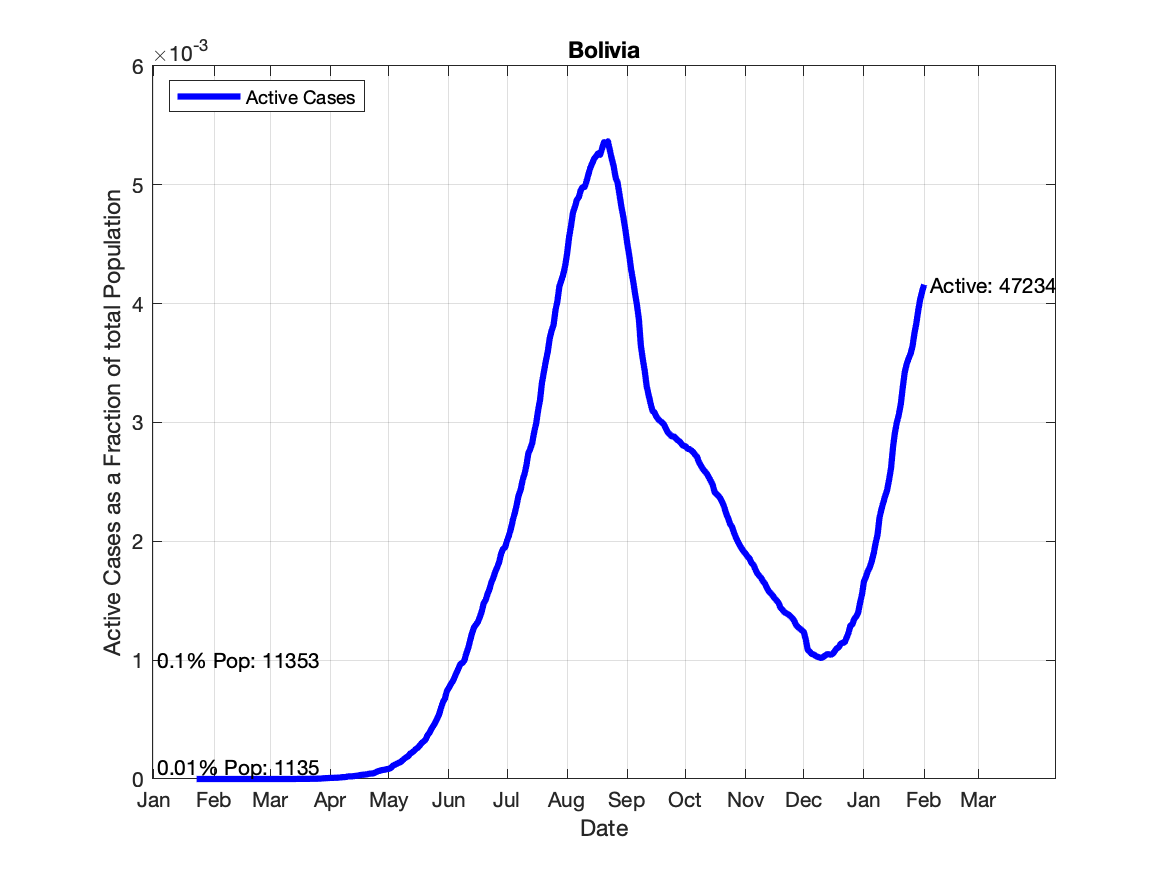 Bolivia
×10-3
6
5
4
3
2
1
0
Active Cases
Active: 47234
0.1% Pop: 11353
0.01% Pop: 1135
Active Cases as a Fraction of total Population
Jan Feb Mar Apr May Jun Jul Aug Sep Oct Nov Dec Jan Feb Mar
Date